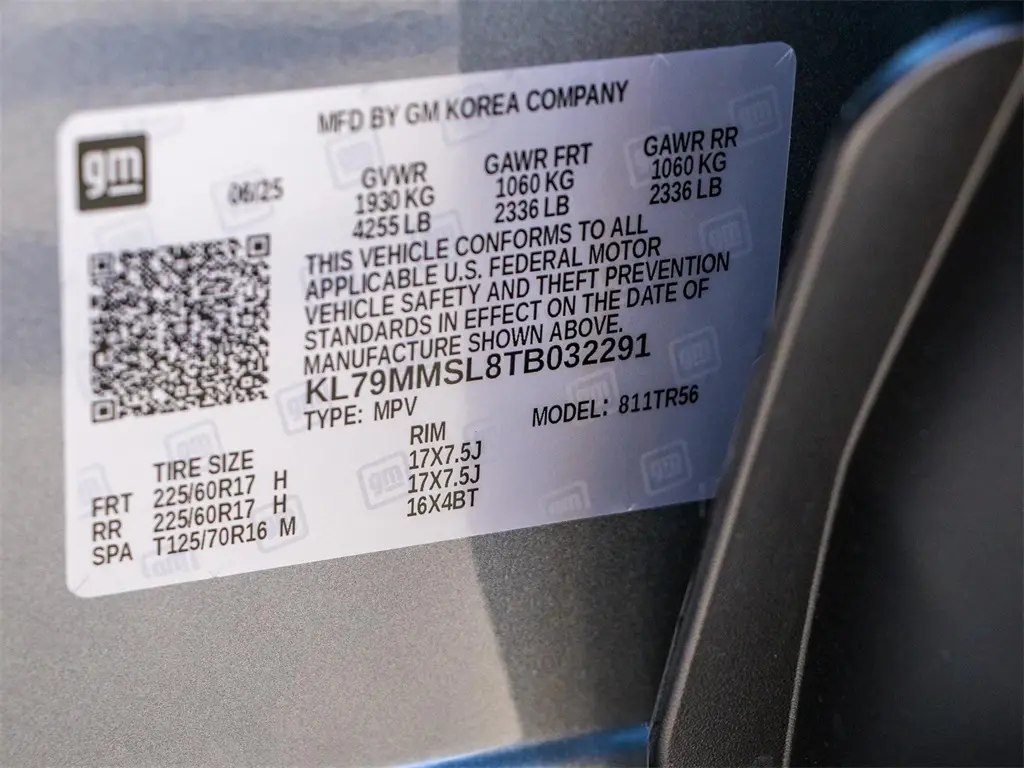 MFD BY GM KOREA COMPANY
gm
06/25
GVWR GAWR FRT GAWR RR
1930 KG 1060 KG 1060 KG
4255 LB 2336 LB 2336 LB
THIS VEHICLE CONFORMS TO ALL
APPLICABLE U.S. FEDERAL MOTOR
VEHICLE SAFETY AND THEFT PREVENTION
STANDARDS IN EFFECT ON THE DATE OF
MANUFACTURE SHOWN ABOVE.
KL79MMSL8TB032291
TYPE: MPV MODEL: 811TR56
TIRE SIZE RIM
FRT 225/60R17 H 17X7.5J
RR 225/60R17 H 17X7.5J
SPA T125/70R16 M 16X4BT